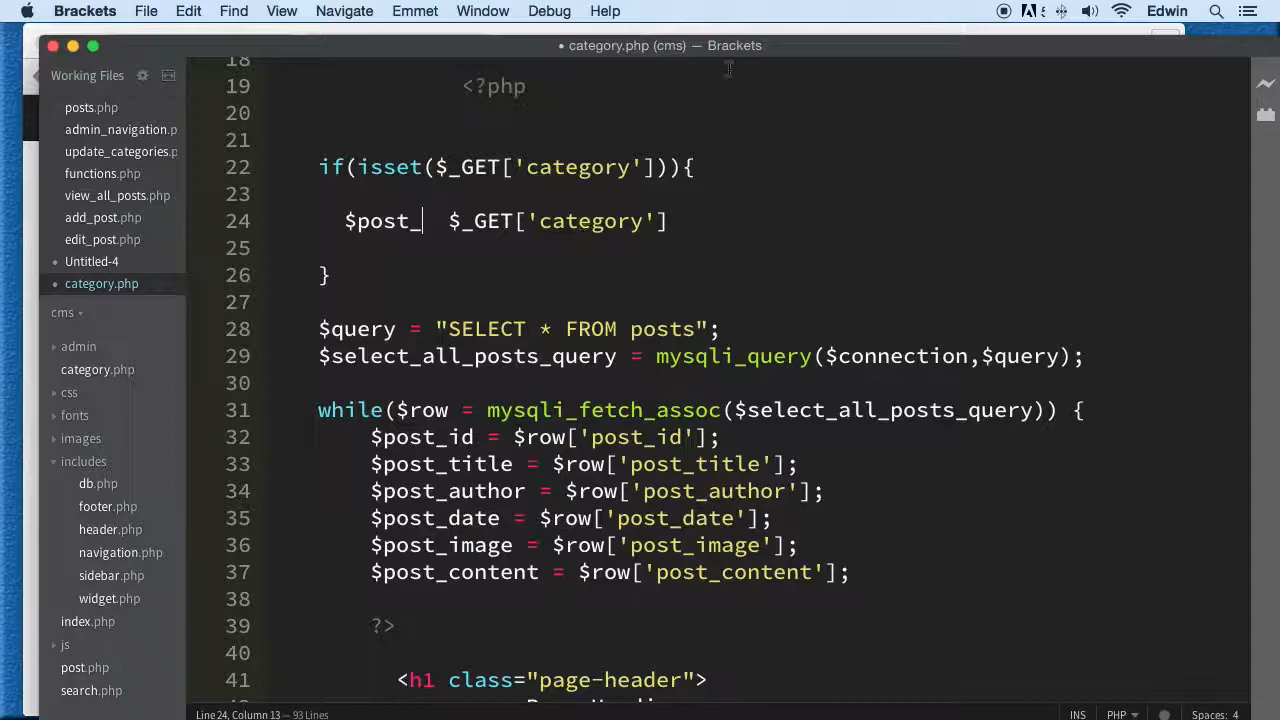 Brackets File Edit Find View Navigate Emmet Window Debug Help Edwin
category.php (cms) — Brackets
Working Files
posts.php
admin_navigation.p
update_categories.p
functions.php
view_all_posts.php
add_post.php
edit_post.php
Untitled-4
category.php
cms
admin
category.php
css
fonts
images
includes
db.php
footer.php
header.php
navigation.php
sidebar.php
widget.php
index.php
js
post.php
search.php
18
19 <?php
20
21
22 if(isset($_GET['category'])){
23
24 $post_ $_GET['category']
25
26 }
27
28 $query = "SELECT * FROM posts";
29 $select_all_posts_query = mysqli_query($connection,$query);
30
31 while($row = mysqli_fetch_assoc($select_all_posts_query)) {
32 $post_id = $row['post_id'];
33 $post_title = $row['post_title'];
34 $post_author = $row['post_author'];
35 $post_date = $row['post_date'];
36 $post_image = $row['post_image'];
37 $post_content = $row['post_content'];
38
39 ?>
40
41 <h1 class="page-header">
Line 24, Column 13 — 93 Lines INS PHP Spaces: 4